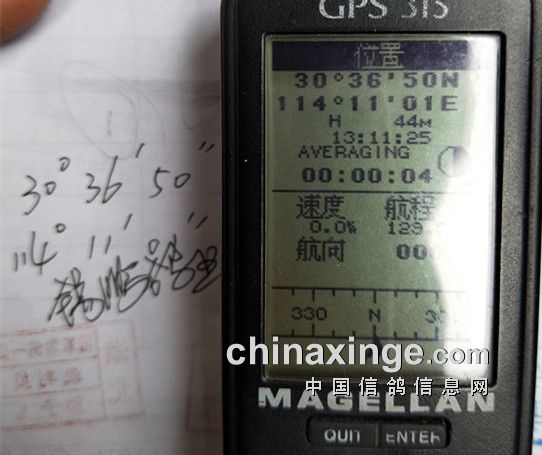 GPS 315
位置
30°36'50N
114°11'01E
H 44M
13:11:25
AVERAGING
00:00:04
速度 航程
0.0%
航向 00
330 N
chinaxinge.com
中国信鸽信息网
MAGELLAN
QUIT ENTER
30° 36' 50"
114° 11'